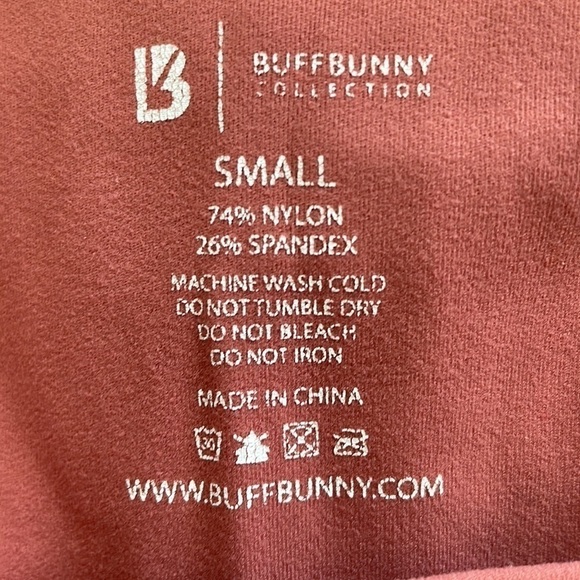 B
BUFFBUNNY
COLLECTION
SMALL
74% NYLON
26% SPANDEX
MACHINE WASH COLD
DO NOT TUMBLE DRY
DO NOT BLEACH
DO NOT IRON
MADE IN CHINA
30
WWW.BUFFBUNNY.COM